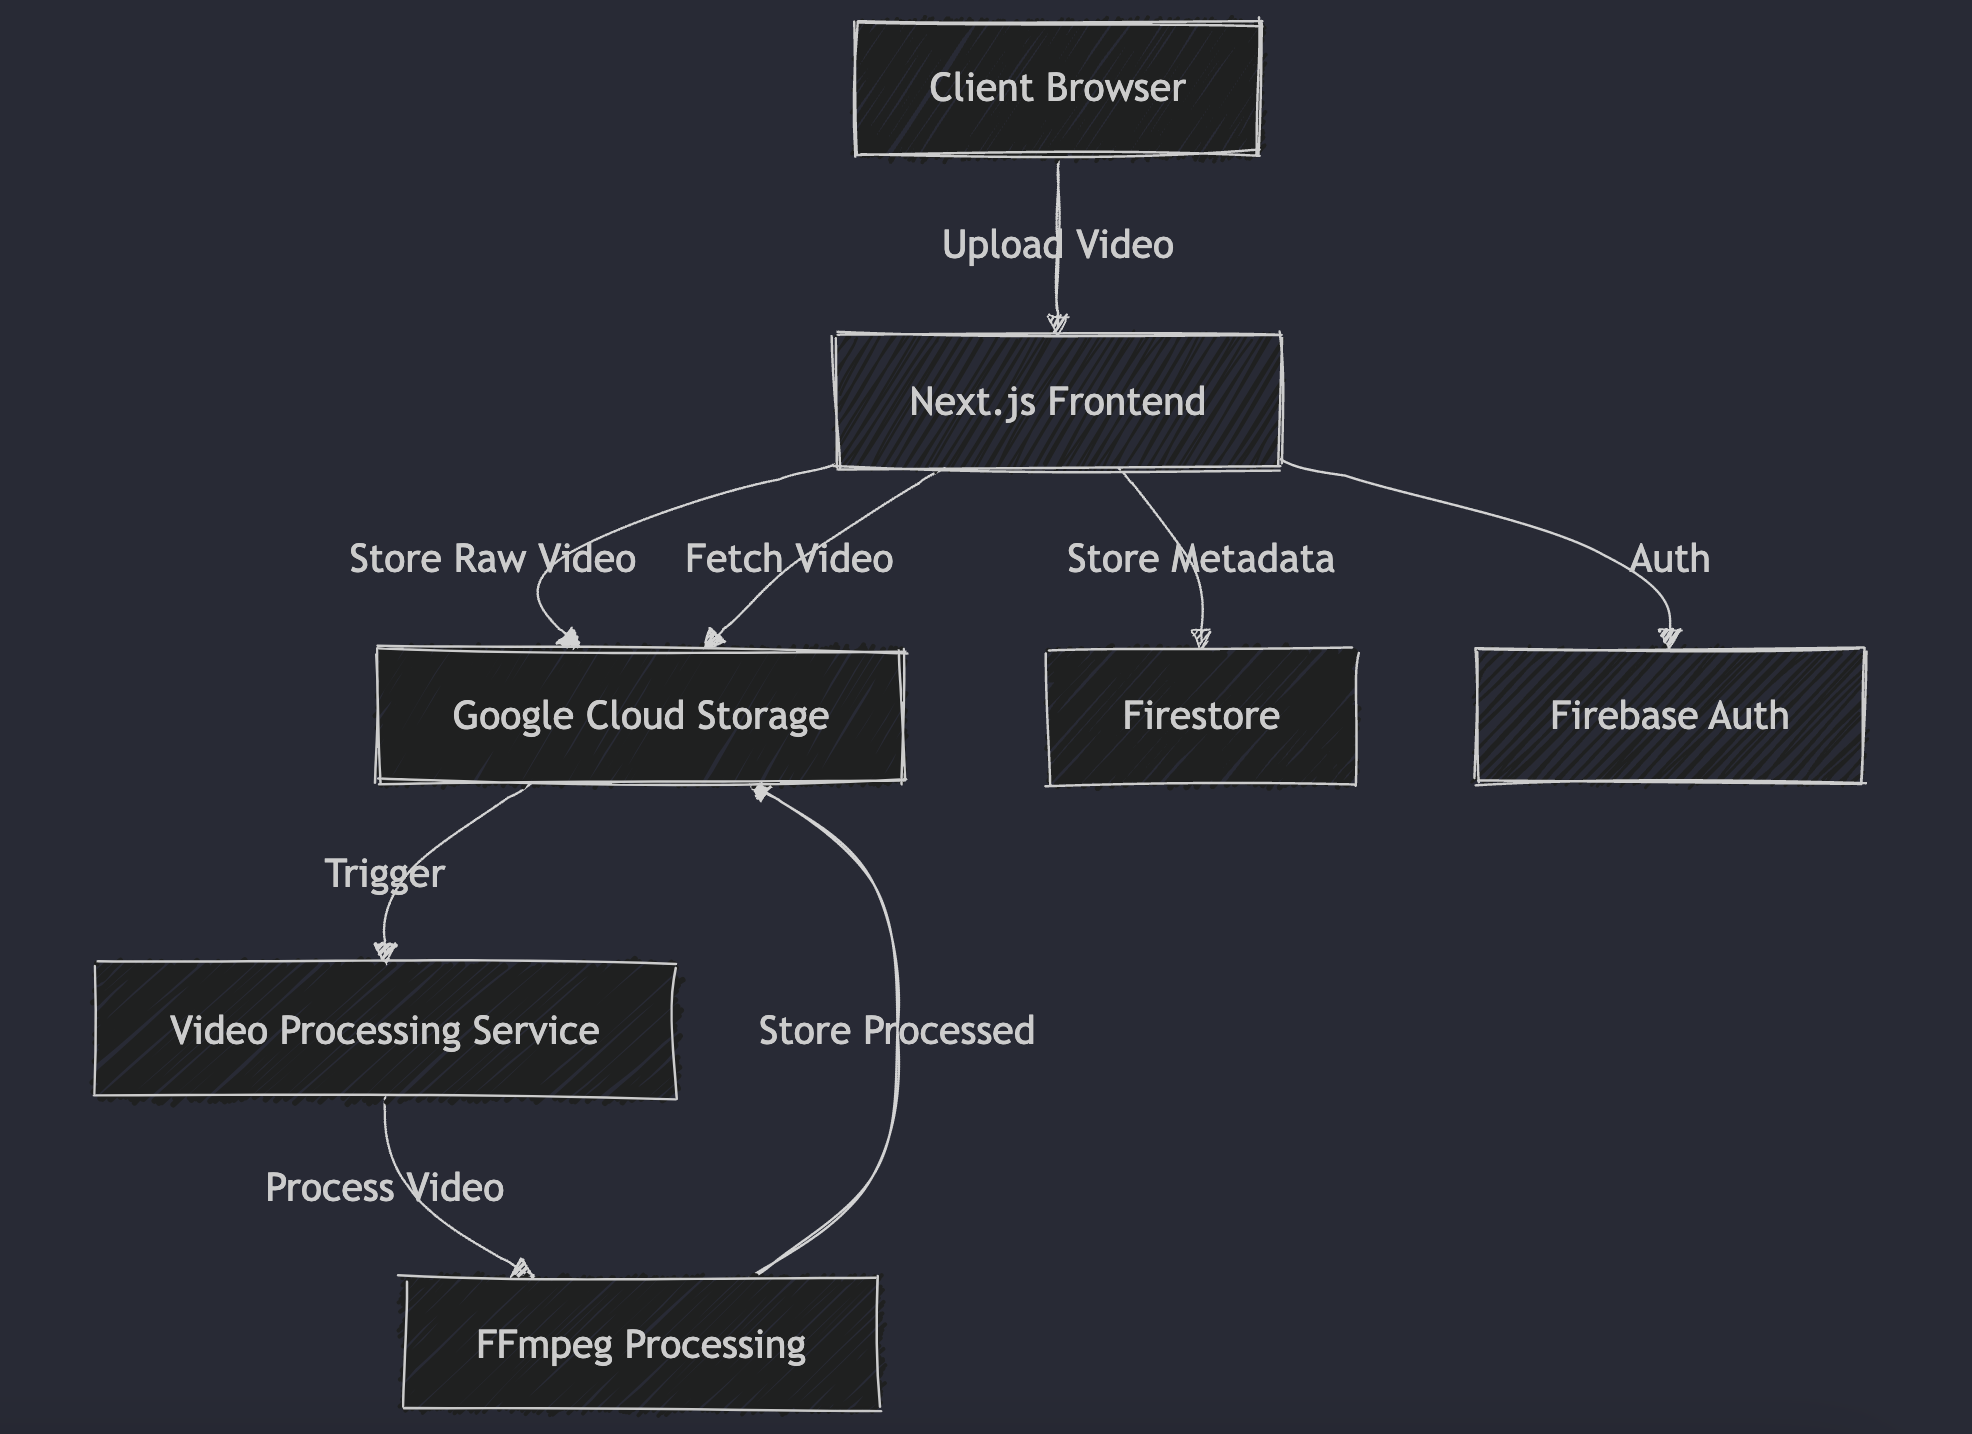 Client Browser
Upload Video
Next.js Frontend
Store Raw Video
Fetch Video
Store Metadata
Auth
Google Cloud Storage
Firestore
Firebase Auth
Trigger
Video Processing Service
Store Processed
Process Video
FFmpeg Processing